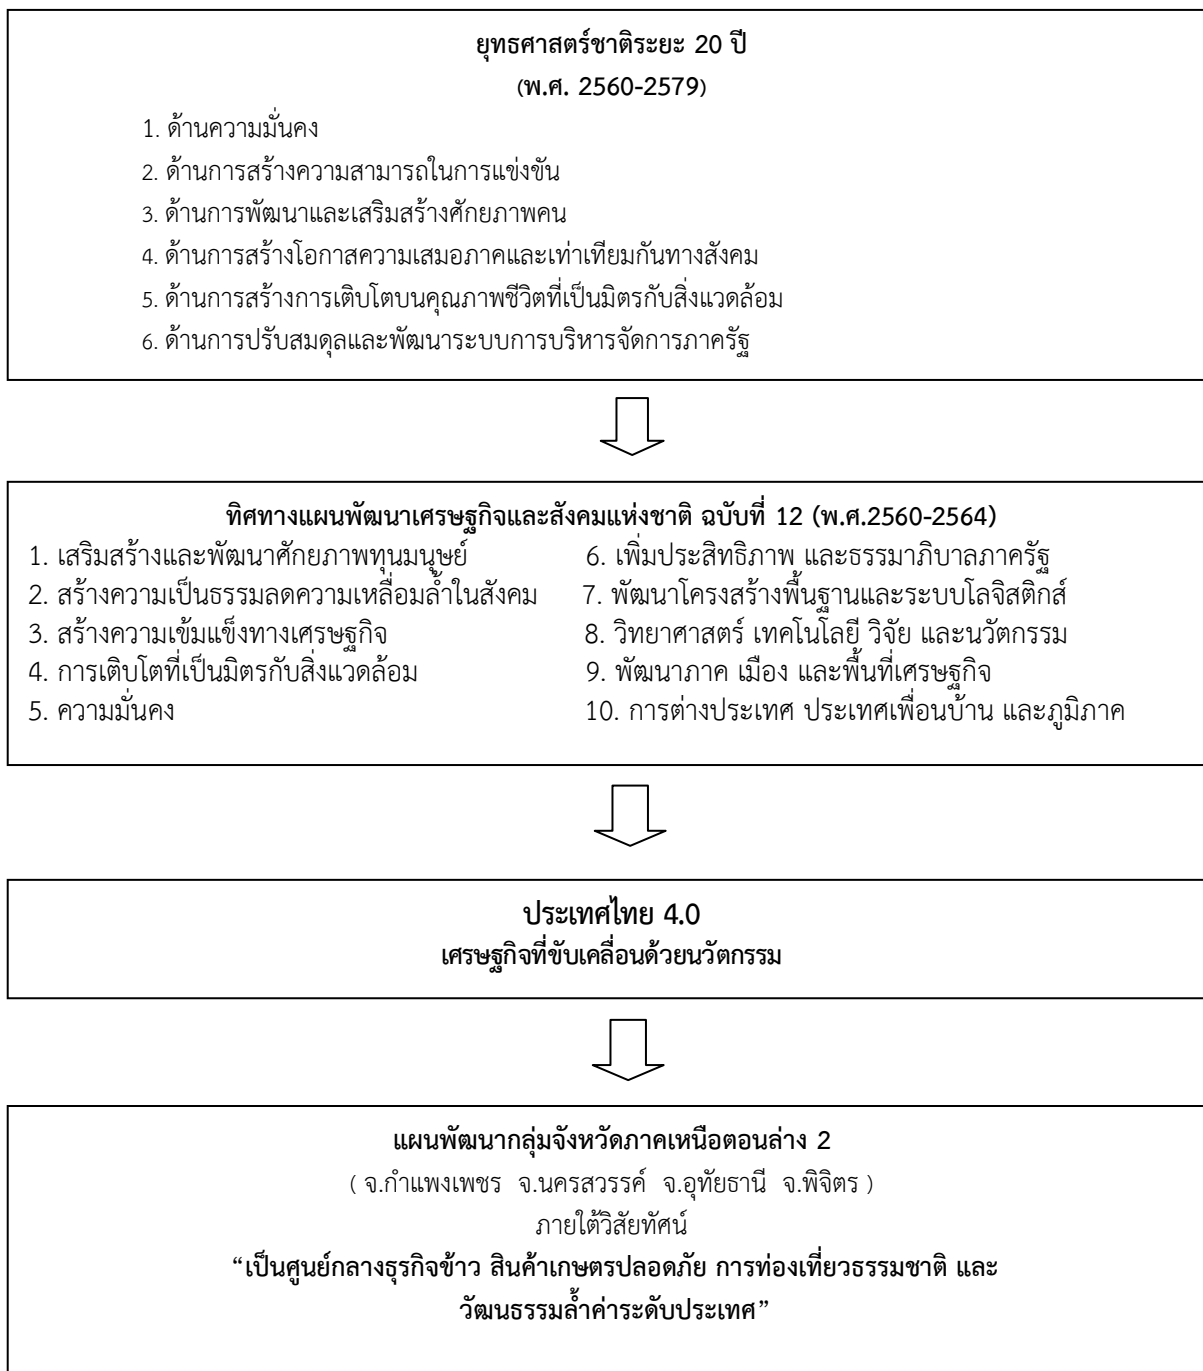 ยุทธศาสตร์ชาติระยะ 20 ปี
(พ.ศ. 2560-2579)
1. ด้านความมั่นคง
2. ด้านการสร้างความสามารถในการแข่งขัน
3. ด้านการพัฒนาและเสริมสร้างศักยภาพคน
4. ด้านการสร้างโอกาสความเสมอภาคและเท่าเทียมกันทางสังคม
5. ด้านการสร้างการเติบโตบนคุณภาพชีวิตที่เป็นมิตรกับสิ่งแวดล้อม
6. ด้านการปรับสมดุลและพัฒนาระบบการบริหารจัดการภาครัฐ
ทิศทางแผนพัฒนาเศรษฐกิจและสังคมแห่งชาติ ฉบับที่ 12 (พ.ศ.2560-2564)
1. เสริมสร้างและพัฒนาศักยภาพทุนมนุษย์
2. สร้างความเป็นธรรมลดความเหลื่อมล้ำในสังคม
3. สร้างความเข้มแข็งทางเศรษฐกิจ
4. การเติบโตที่เป็นมิตรกับสิ่งแวดล้อม
5. ความมั่นคง
6. เพิ่มประสิทธิภาพ และธรรมาภิบาลภาครัฐ
7. พัฒนาโครงสร้างพื้นฐานและระบบโลจิสติกส์
8. วิทยาศาสตร์ เทคโนโลยี วิจัย และนวัตกรรม
9. พัฒนาภาค เมือง และพื้นที่เศรษฐกิจ
10. การต่างประเทศ ประเทศเพื่อนบ้าน และภูมิภาค
ประเทศไทย 4.0
เศรษฐกิจที่ขับเคลื่อนด้วยนวัตกรรม
แผนพัฒนากลุ่มจังหวัดภาคเหนือตอนล่าง 2
( จ.กำแพงเพชร จ.นครสวรรค์ จ.อุทัยธานี จ.พิจิตร )
ภายใต้วิสัยทัศน์
“เป็นศูนย์กลางธุรกิจข้าว สินค้าเกษตรปลอดภัย การท่องเที่ยวธรรมชาติ และ
วัฒนธรรมล้ำค่าระดับประเทศ”